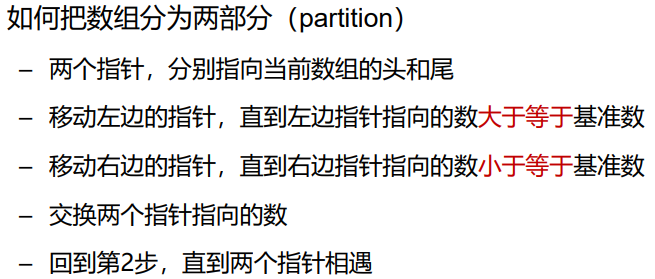 如何把数组分为两部分（partition）
– 两个指针，分别指向当前数组的头和尾
– 移动左边的指针，直到左边指针指向的数大于等于基准数
– 移动右边的指针，直到右边指针指向的数小于等于基准数
– 交换两个指针指向的数
– 回到第2步，直到两个指针相遇